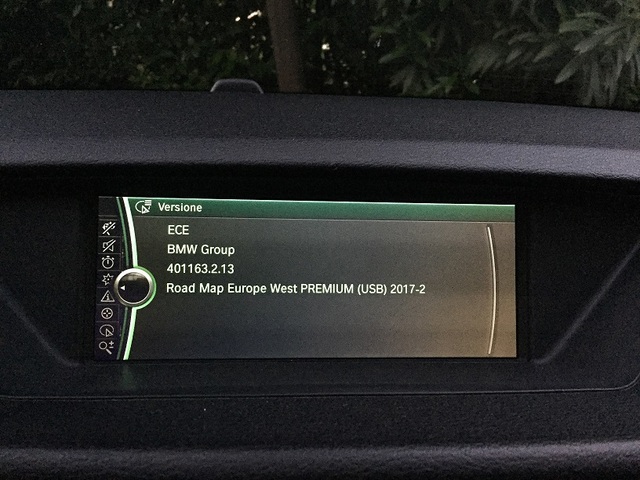 Versione
ECE
BMW Group
401163.2.13
Road Map Europe West PREMIUM (USB) 2017-2